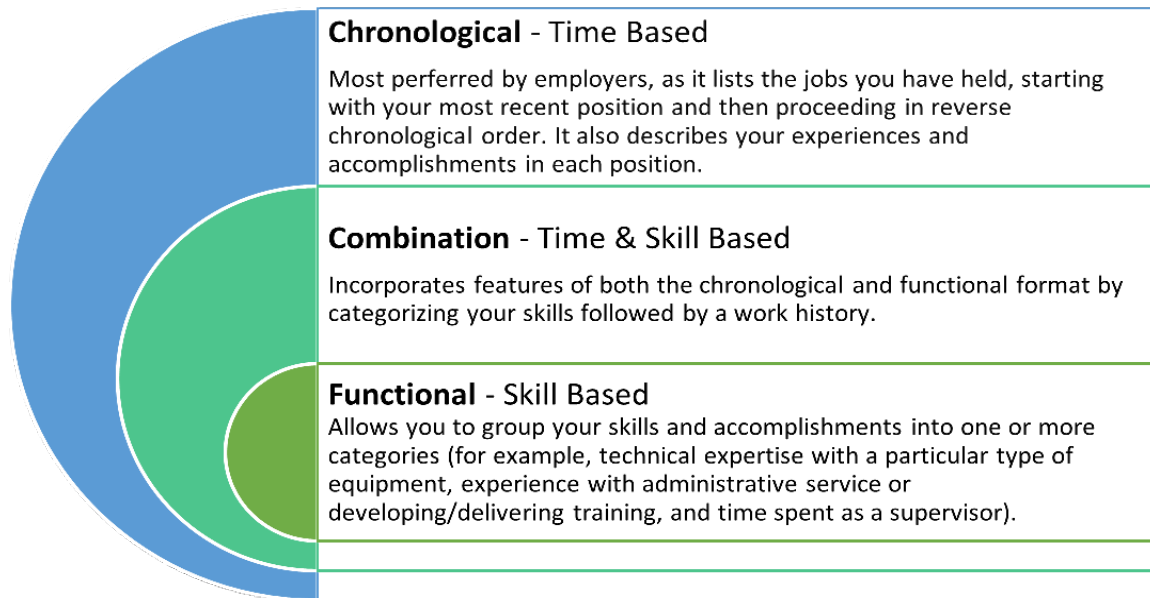 Chronological - Time Based
Most perferred by employers, as it lists the jobs you have held, starting
with your most recent position and then proceeding in reverse
chronological order. It also describes your experiences and
accomplishments in each position.
Combination - Time & Skill Based
Incorporates features of both the chronological and functional format by
categorizing your skills followed by a work history.
Functional - Skill Based
Allows you to group your skills and accomplishments into one or more
categories (for example, technical expertise with a particular type of
equipment, experience with administrative service or
developing/delivering training, and time spent as a supervisor).